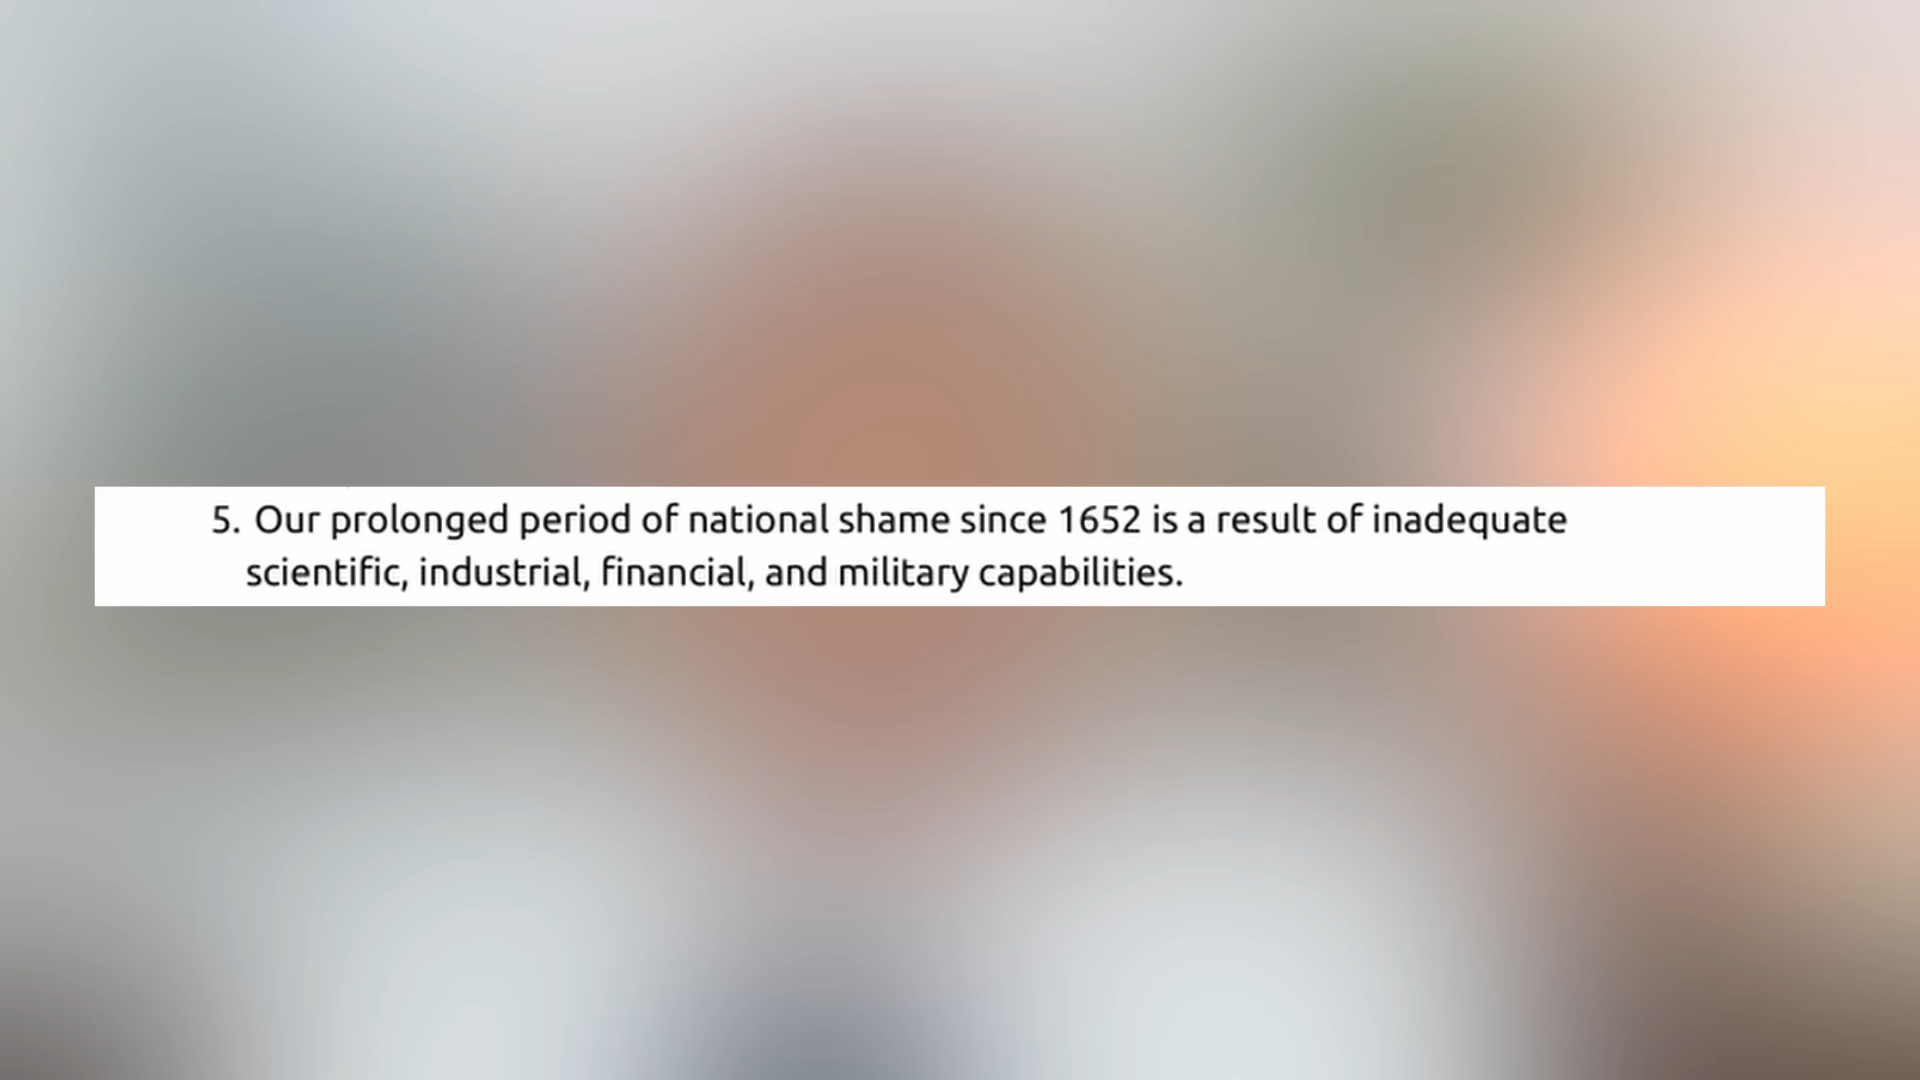 5. Our prolonged period of national shame since 1652 is a result of inadequate
scientific, industrial, financial, and military capabilities.